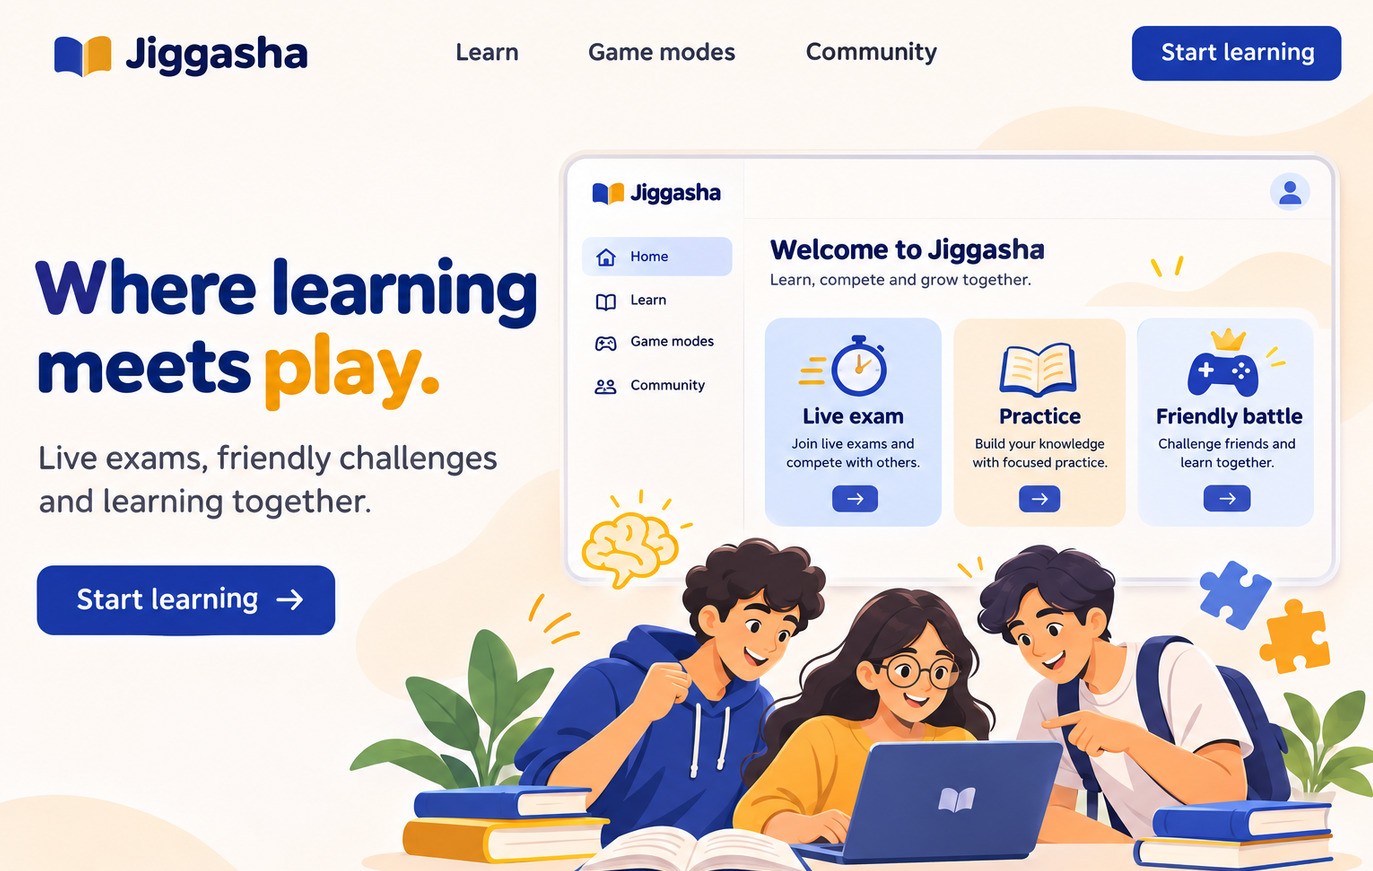 Jiggasha
Learn
Game modes
Community
Start learning
Where learning
meets play.
Live exams, friendly challenges
and learning together.
Start learning
Jiggasha
Home
Learn
Game modes
Community
Welcome to Jiggasha
Learn, compete and grow together.
Live exam
Join live exams and
compete with others.
Practice
Build your knowledge
with focused practice.
Friendly battle
Challenge friends and
learn together.